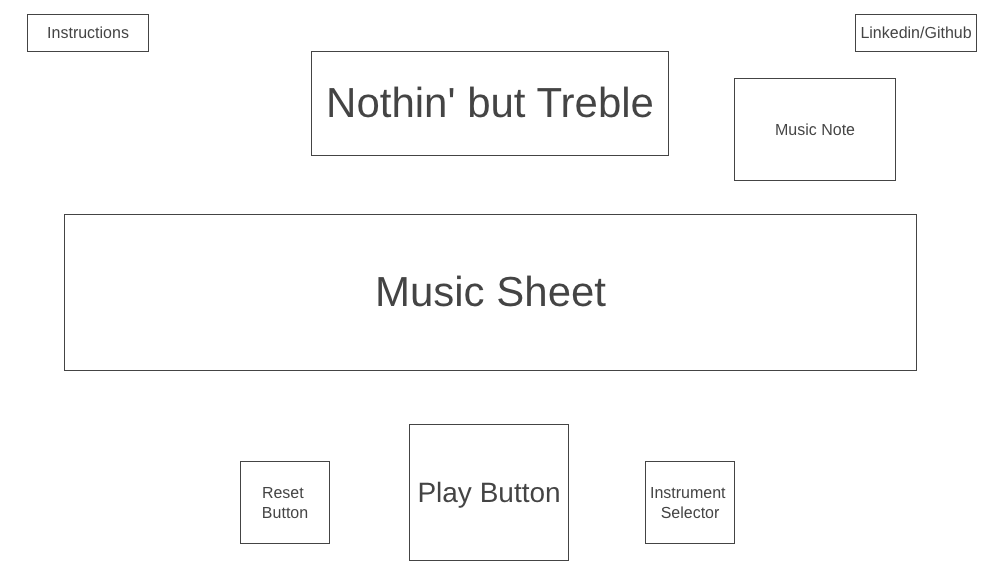 Instructions
Linkedin/Github
Nothin' but Treble
Music Note
Music Sheet
Reset
Button
Play Button
Instrument
Selector